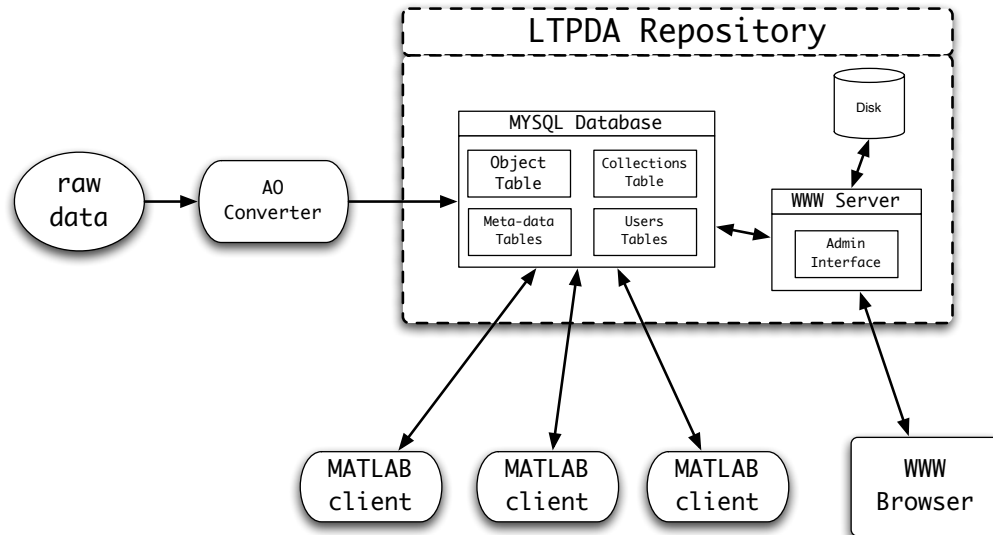 LTPDA Repository
Disk
MYSQL Database
Object
Table
Collections
Table
raw
data
AO
Converter
WWW Server
Meta-data
Tables
Users
Tables
Admin
Interface
MATLAB
client
MATLAB
client
MATLAB
client
WWW
Browser